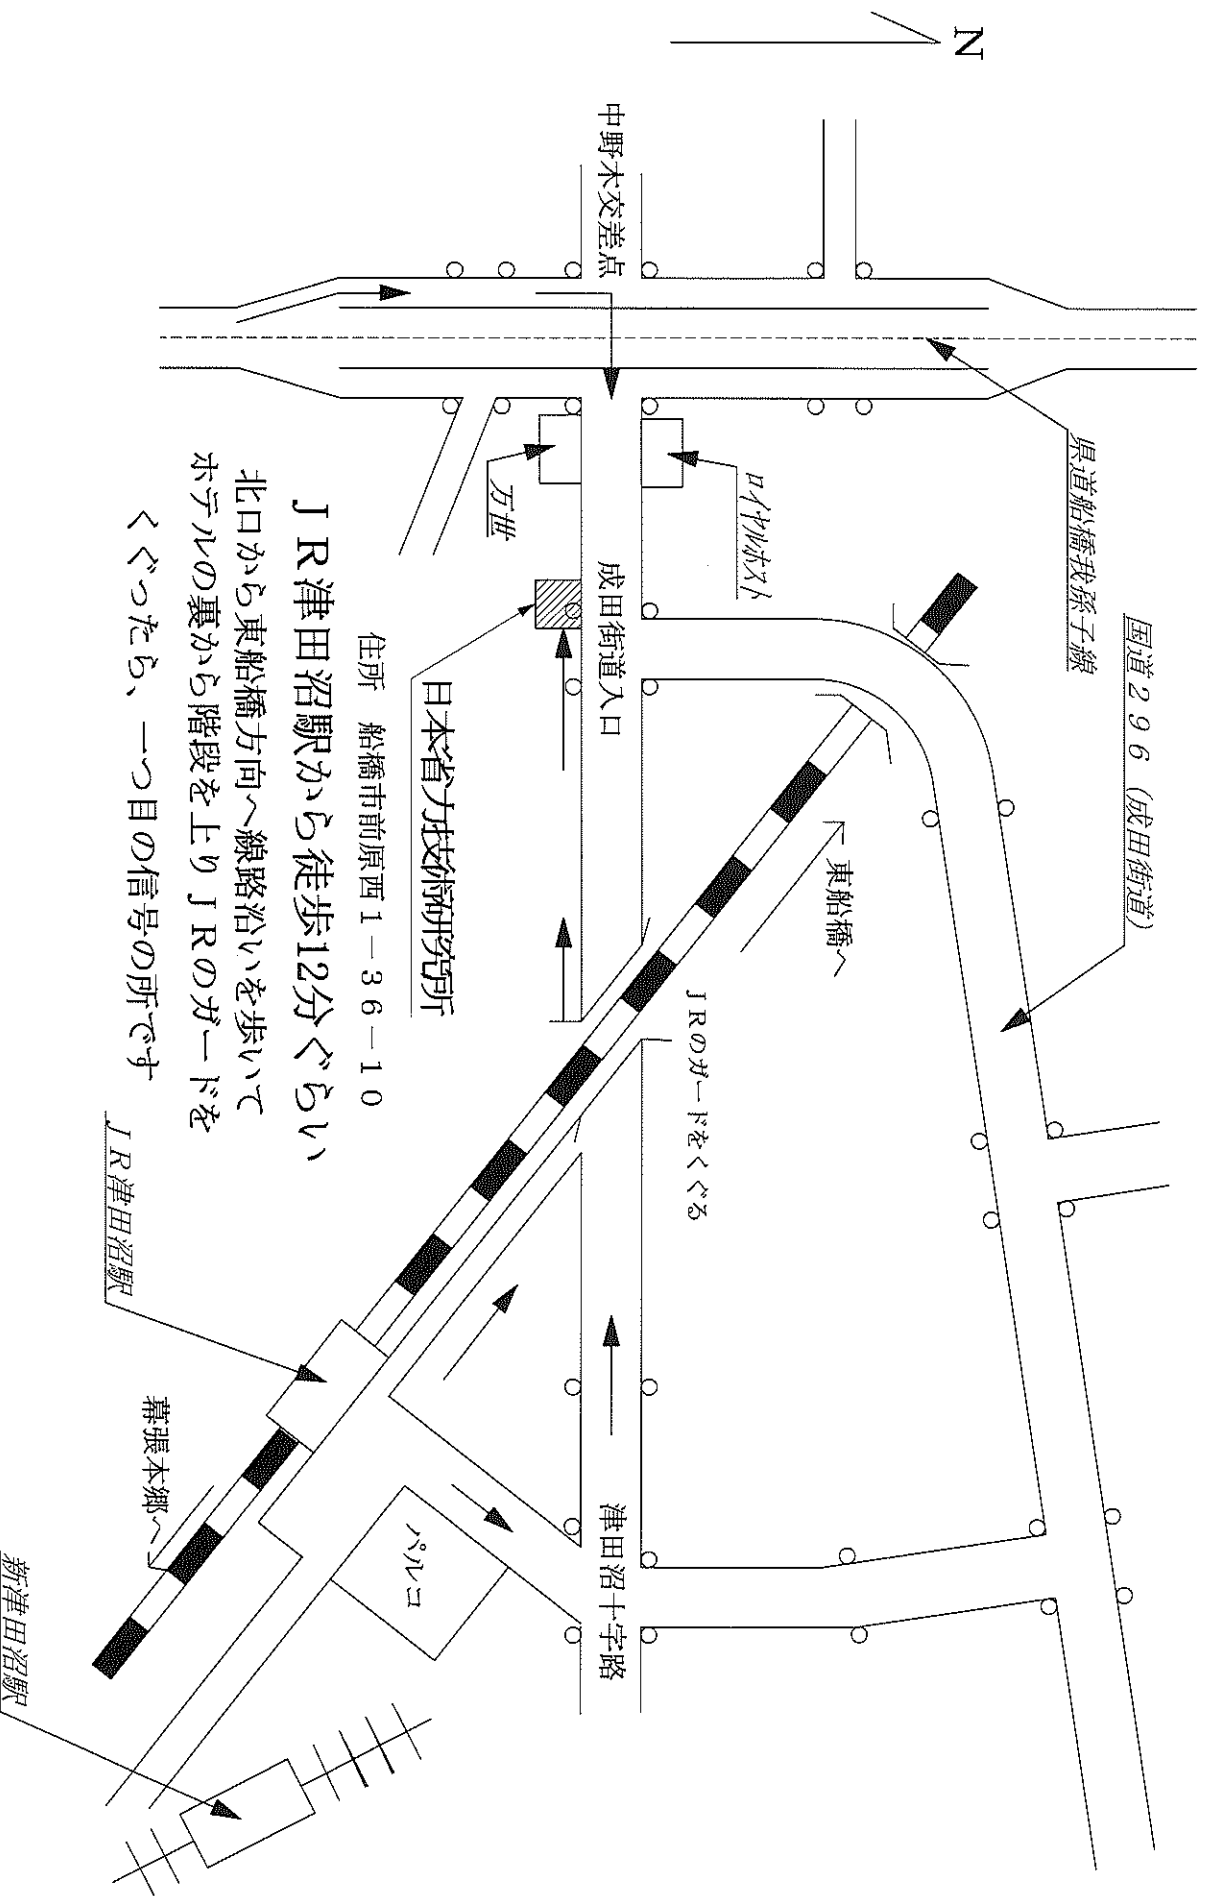 N
中野木交差点
県道船橋我孫子線
国道296（成田街道）
ロイヤルホスト
万世
成田街道入口
東船橋へ
JRのガードをくぐる
日本省力技術研究所
住所 船橋市前原西1－36－10
JR津田沼駅から徒歩12分ぐらい
北口から東船橋方向へ線路沿いを歩いて
ホテルの裏から階段を上りJRのガードを
くぐったら、一つ目の信号の所です
JR津田沼駅
幕張本郷へ
パルコ
津田沼十字路
新津田沼駅